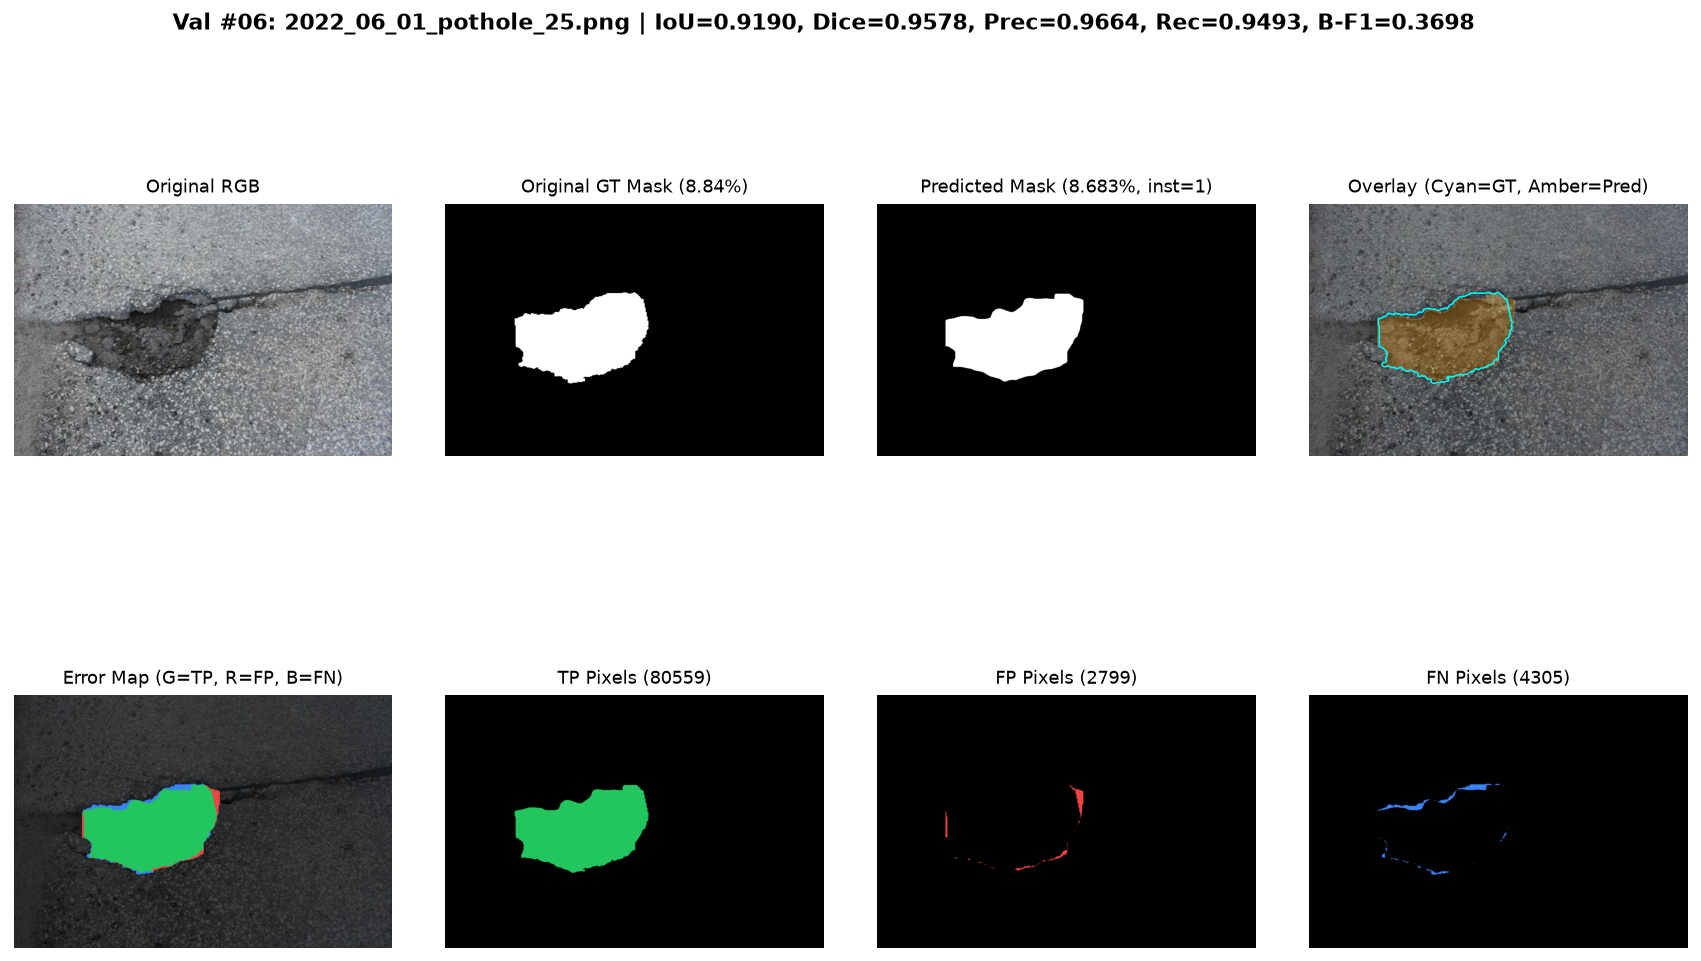 Val #06: 2022_06_01_pothole_25.png | IoU=0.9190, Dice=0.9578, Prec=0.9664, Rec=0.9493, B-F1=0.3698
Original RGB
Original GT Mask (8.84%)
Predicted Mask (8.683%, inst=1)
Overlay (Cyan=GT, Amber=Pred)
Error Map (G=TP, R=FP, B=FN)
TP Pixels (80559)
FP Pixels (2799)
FN Pixels (4305)